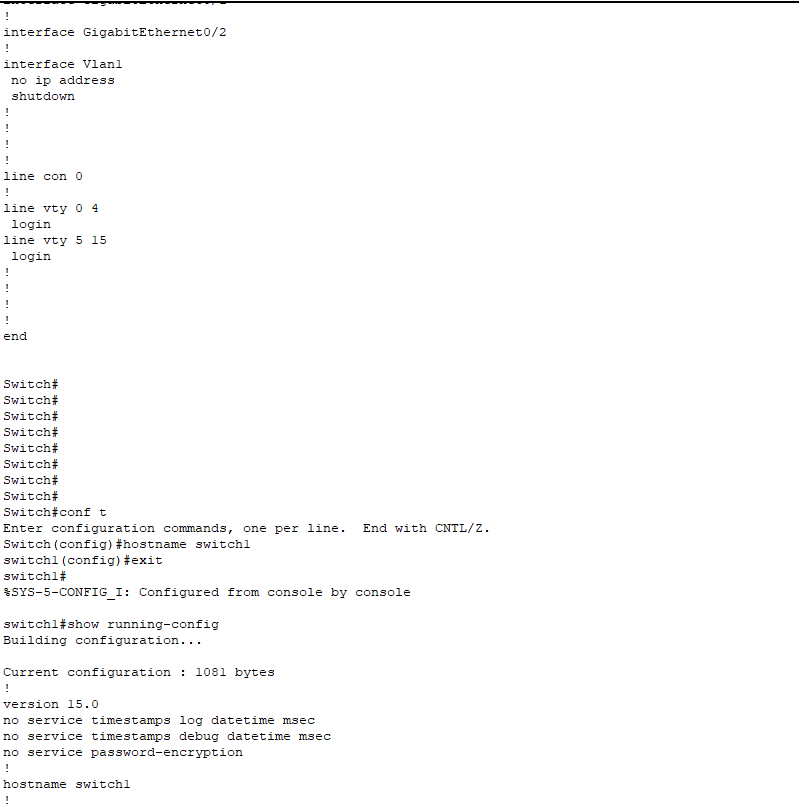 !
interface GigabitEthernet0/2
!
interface Vlan1
 no ip address
 shutdown
!
!
!
!
line con 0
!
line vty 0 4
 login
line vty 5 15
 login
!
!
!
!
end
Switch#
Switch#
Switch#
Switch#
Switch#
Switch#
Switch#
Switch#
Switch#conf t
Enter configuration commands, one per line.  End with CNTL/Z.
Switch(config)#hostname switch1
switch1(config)#exit
switch1#
%SYS-5-CONFIG_I: Configured from console by console
switch1#show running-config
Building configuration...
Current configuration : 1081 bytes
!
version 15.0
no service timestamps log datetime msec
no service timestamps debug datetime msec
no service password-encryption
!
hostname switch1
!